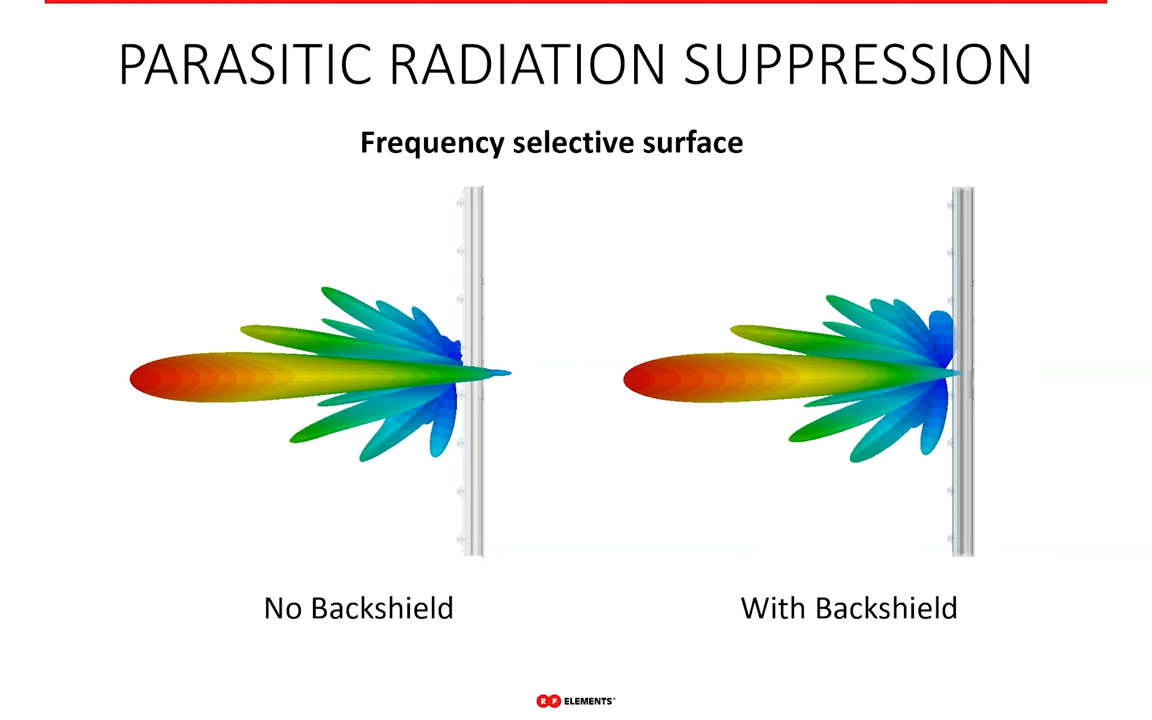 PARASITIC RADIATION SUPPRESSION
Frequency selective surface
No Backshield
With Backshield
RF ELEMENTS